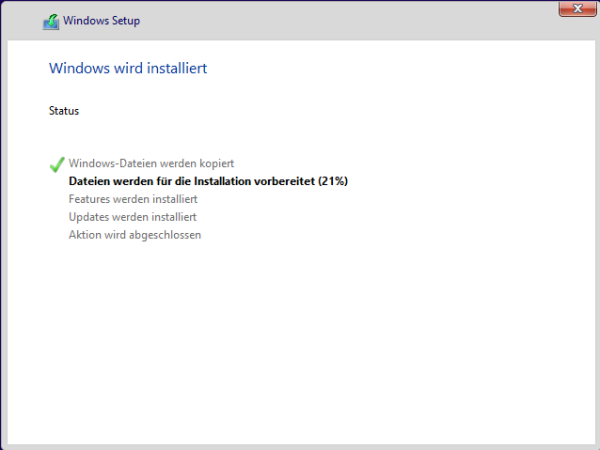 Windows Setup
Windows wird installiert
Status
Windows-Dateien werden kopiert
Dateien werden für die Installation vorbereitet (21%)
Features werden installiert
Updates werden installiert
Aktion wird abgeschlossen